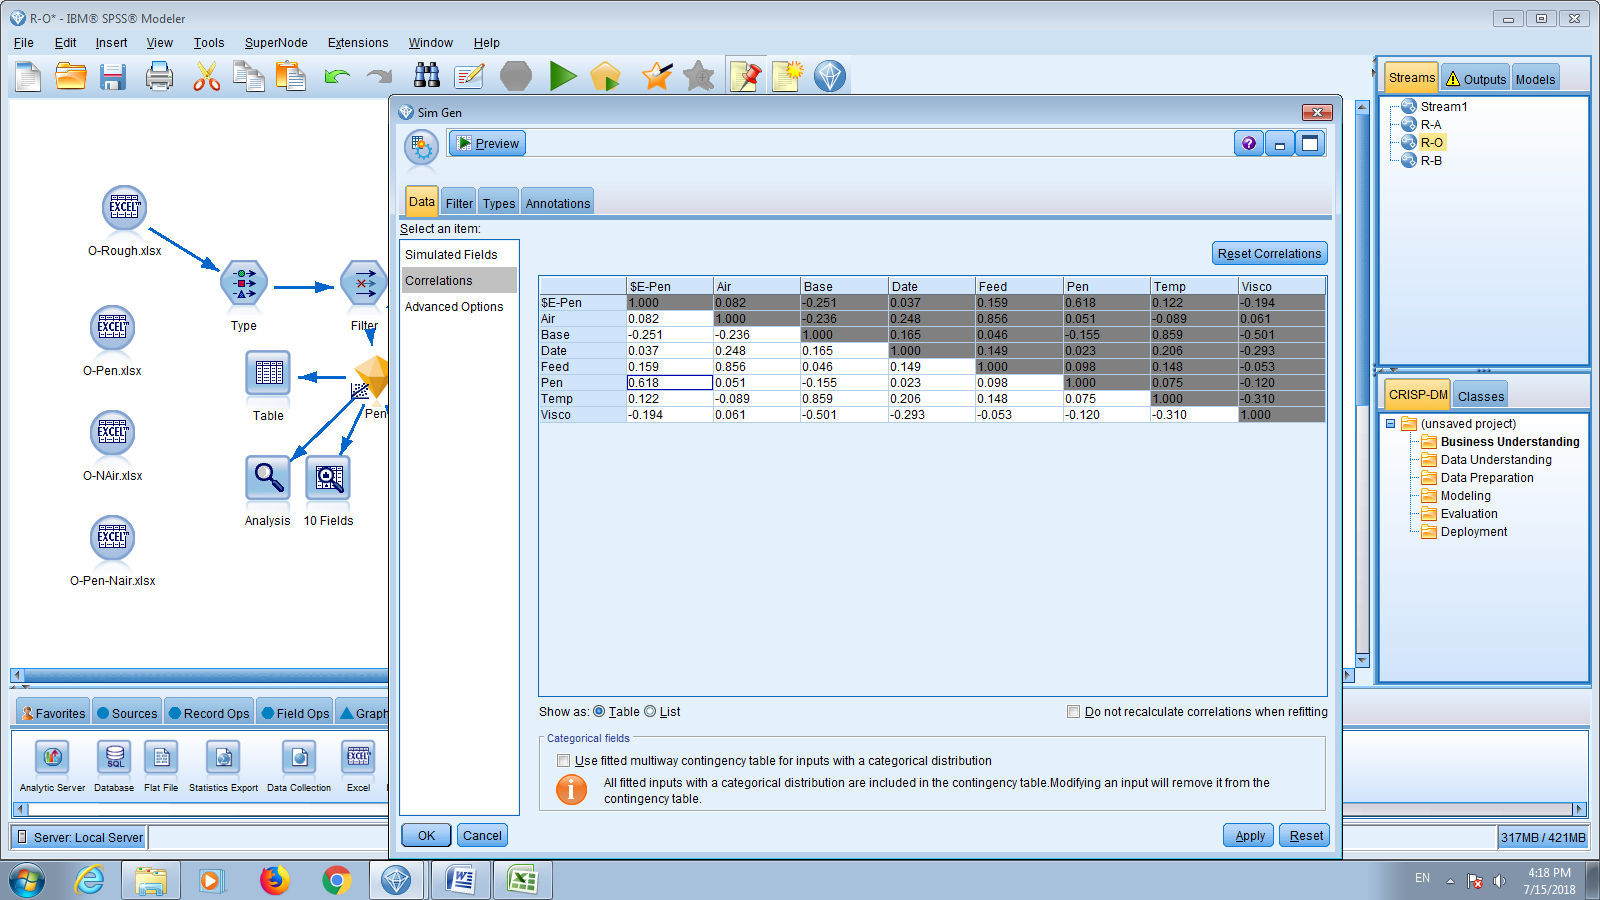 R-O* - IBM® SPSS® Modeler
File Edit Insert View Tools SuperNode Extensions Window Help
Streams Outputs Models
Stream1
R-A
R-O
R-B
O-Rough.xlsx
Type
Filter
O-Pen.xlsx
Table
Pen
O-NAir.xlsx
Analysis
10 Fields
O-Pen-Nair.xlsx
Sim Gen
Preview
Data Filter Types Annotations
Select an item:
Simulated Fields
Correlations
Advanced Options
Reset Correlations
$E-Pen Air Base Date Feed Pen Temp Visco
$E-Pen 1.000 0.082 -0.251 0.037 0.159 0.618 0.122 -0.194
Air 0.082 1.000 -0.236 0.248 0.856 0.051 -0.089 0.061
Base -0.251 -0.236 1.000 0.165 0.046 -0.155 0.859 -0.501
Date 0.037 0.248 0.165 1.000 0.149 0.023 0.206 -0.293
Feed 0.159 0.856 0.046 0.149 1.000 0.098 0.148 -0.053
Pen 0.618 0.051 -0.155 0.023 0.098 1.000 0.075 -0.120
Temp 0.122 -0.089 0.859 0.206 0.148 0.075 1.000 -0.310
Visco -0.194 0.061 -0.501 -0.293 -0.053 -0.120 -0.310 1.000
Show as: Table List
Do not recalculate correlations when refitting
Categorical fields
Use fitted multiway contingency table for inputs with a categorical distribution
All fitted inputs with a categorical distribution are included in the contingency table.Modifying an input will remove it from the
contingency table.
OK Cancel Apply Reset
CRISP-DM Classes
(unsaved project)
Business Understanding
Data Understanding
Data Preparation
Modeling
Evaluation
Deployment
Favorites Sources Record Ops Field Ops Graph
SQL
EXCEL
Analytic Server Database Flat File Statistics Export Data Collection Excel
Server: Local Server
317MB / 421MB
EN
4:18 PM
7/15/2018